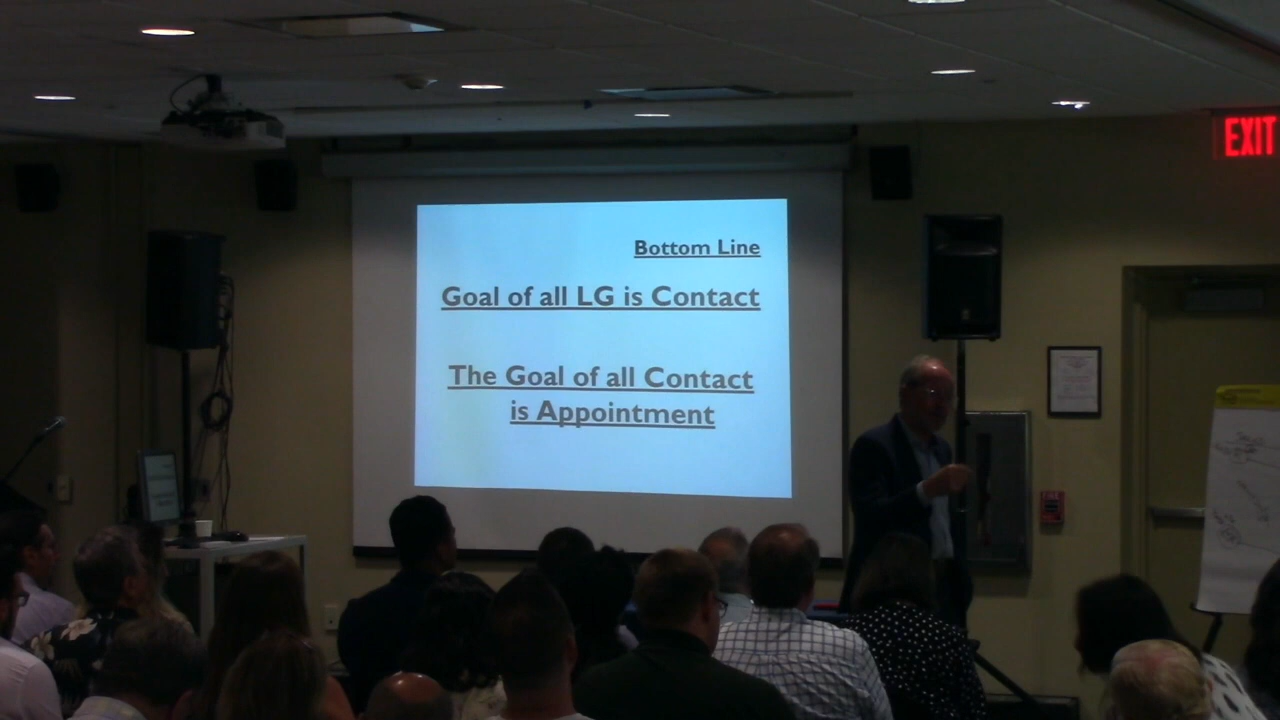 Bottom Line
Goal of all LG is Contact
The Goal of all Contact
is Appointment
EXIT